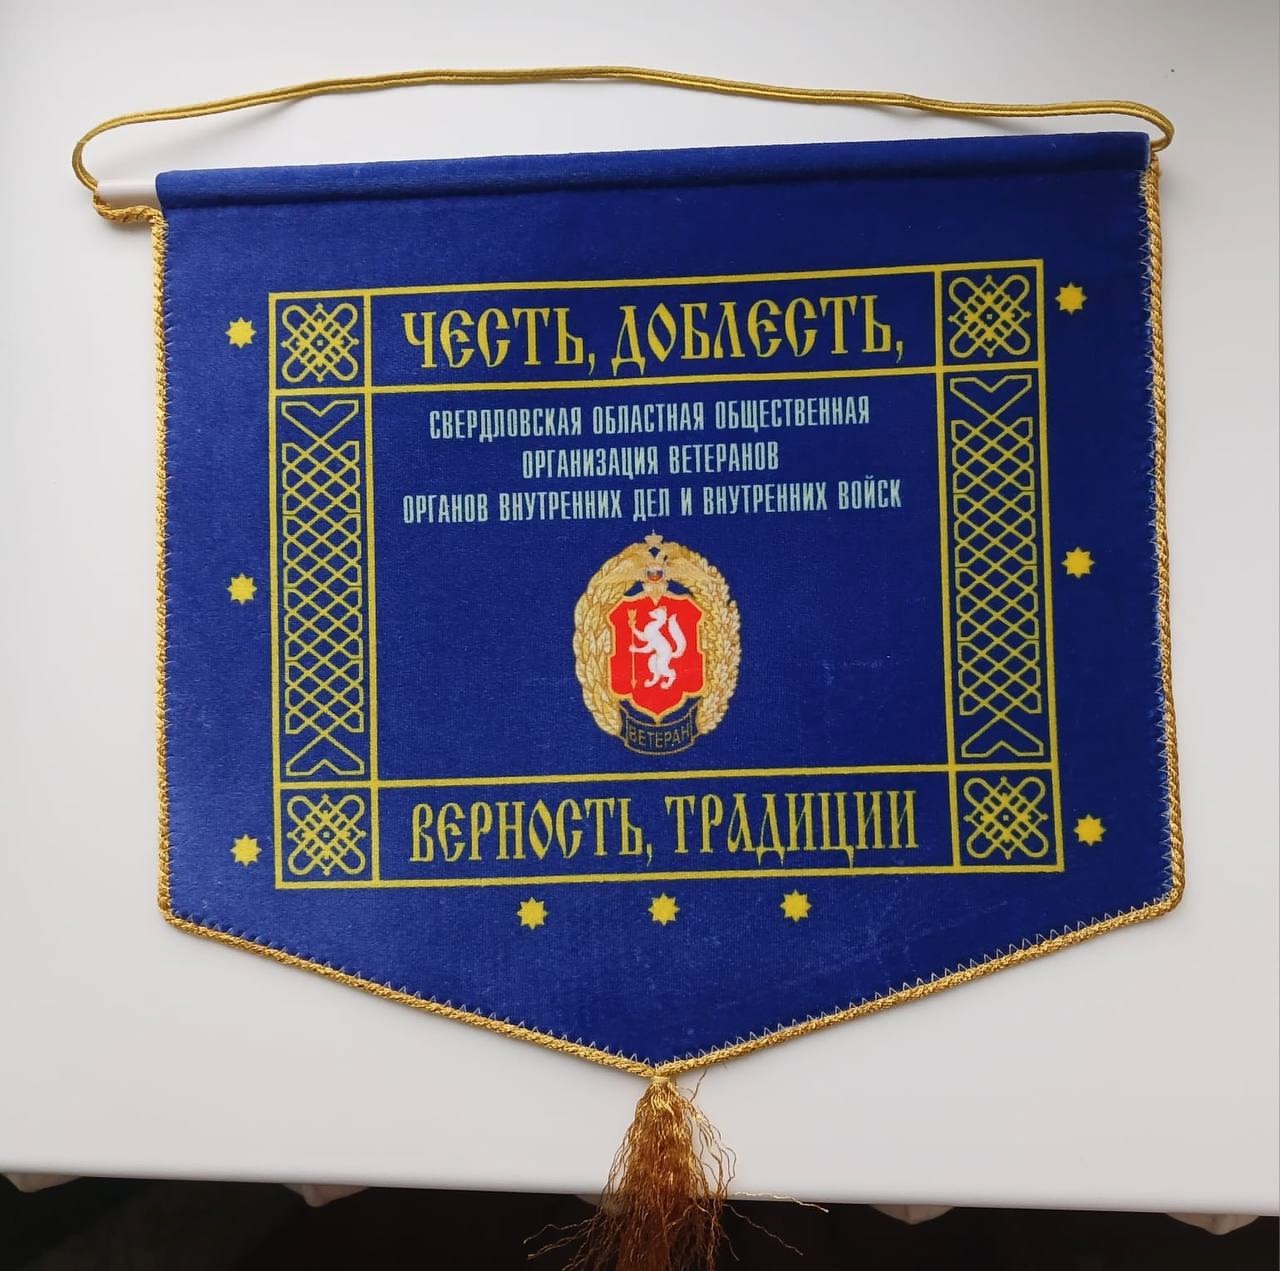 ЧЕСТЬ, ДОБЛЕСТЬ,
СВЕРДЛОВСКАЯ ОБЛАСТНАЯ ОБЩЕСТВЕННАЯ
ОРГАНИЗАЦИЯ ВЕТЕРАНОВ
ОРГАНОВ ВНУТРЕННИХ ДЕЛ И ВНУТРЕННИХ ВОЙСК
ВЕТЕРАН
ВЕРНОСТЬ, ТРАДИЦИИ